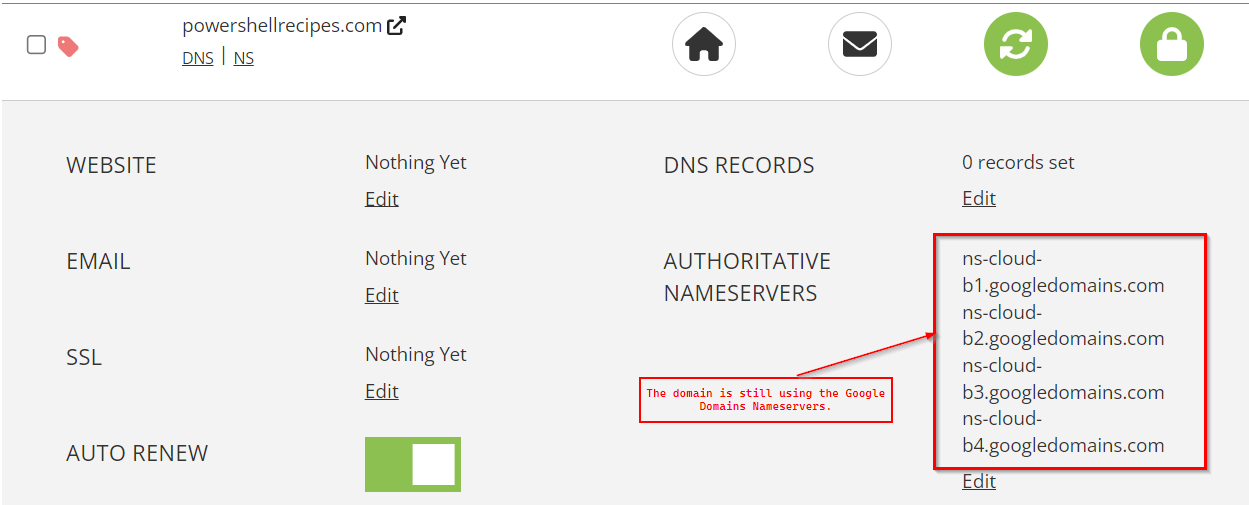 powershellrecipes.com
DNS | NS
WEBSITE
Nothing Yet
Edit
DNS RECORDS
0 records set
Edit
EMAIL
Nothing Yet
Edit
AUTHORITATIVE
NAMESERVERS
ns-cloud-
b1.googledomains.com
ns-cloud-
b2.googledomains.com
ns-cloud-
b3.googledomains.com
ns-cloud-
b4.googledomains.com
Edit
SSL
Nothing Yet
Edit
The domain is still using the Google
Domains Nameservers.
AUTO RENEW